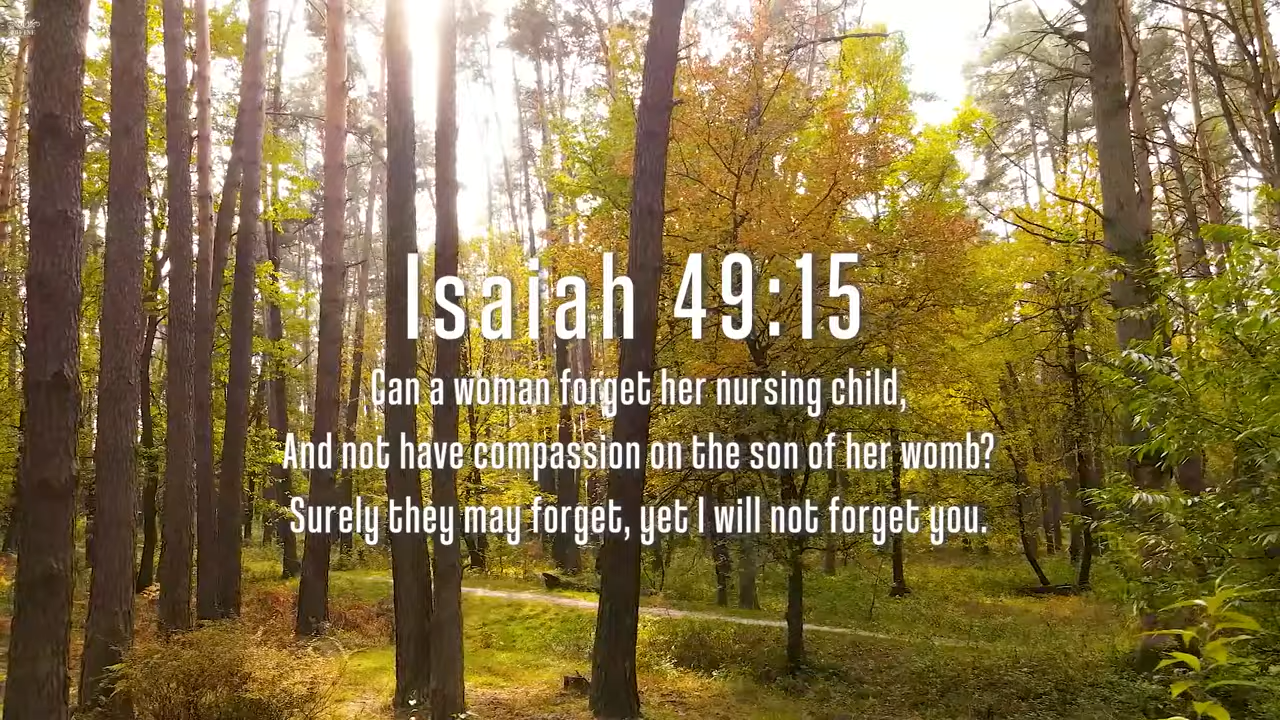 Isaiah 49:15
Can a woman forget her nursing child,
And not have compassion on the son of her womb?
Surely they may forget, yet I will not forget you.